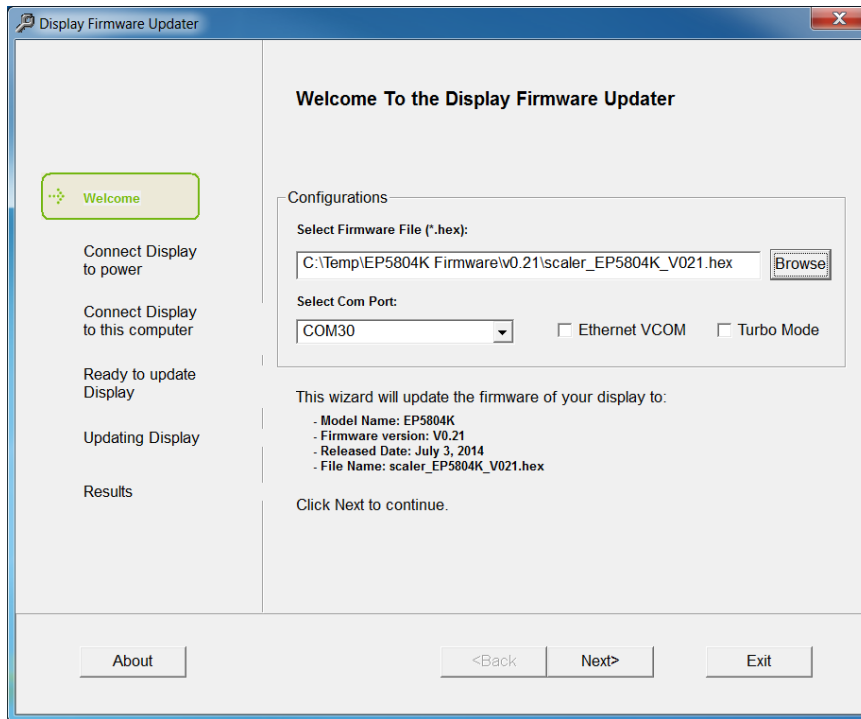 Display Firmware Updater
Welcome To the Display Firmware Updater
Welcome
Connect Display
to power
Connect Display
to this computer
Ready to update
Display
Updating Display
Results
Configurations
Select Firmware File (*.hex):
C:\Temp\EP5804K Firmware\v0.21\scaler_EP5804K_V021.hex
Browse
Select Com Port:
COM30
Ethernet VCOM
Turbo Mode
This wizard will update the firmware of your display to:
- Model Name: EP5804K
- Firmware version: V0.21
- Released Date: July 3, 2014
- File Name: scaler_EP5804K_V021.hex
Click Next to continue.
About
<Back
Next>
Exit